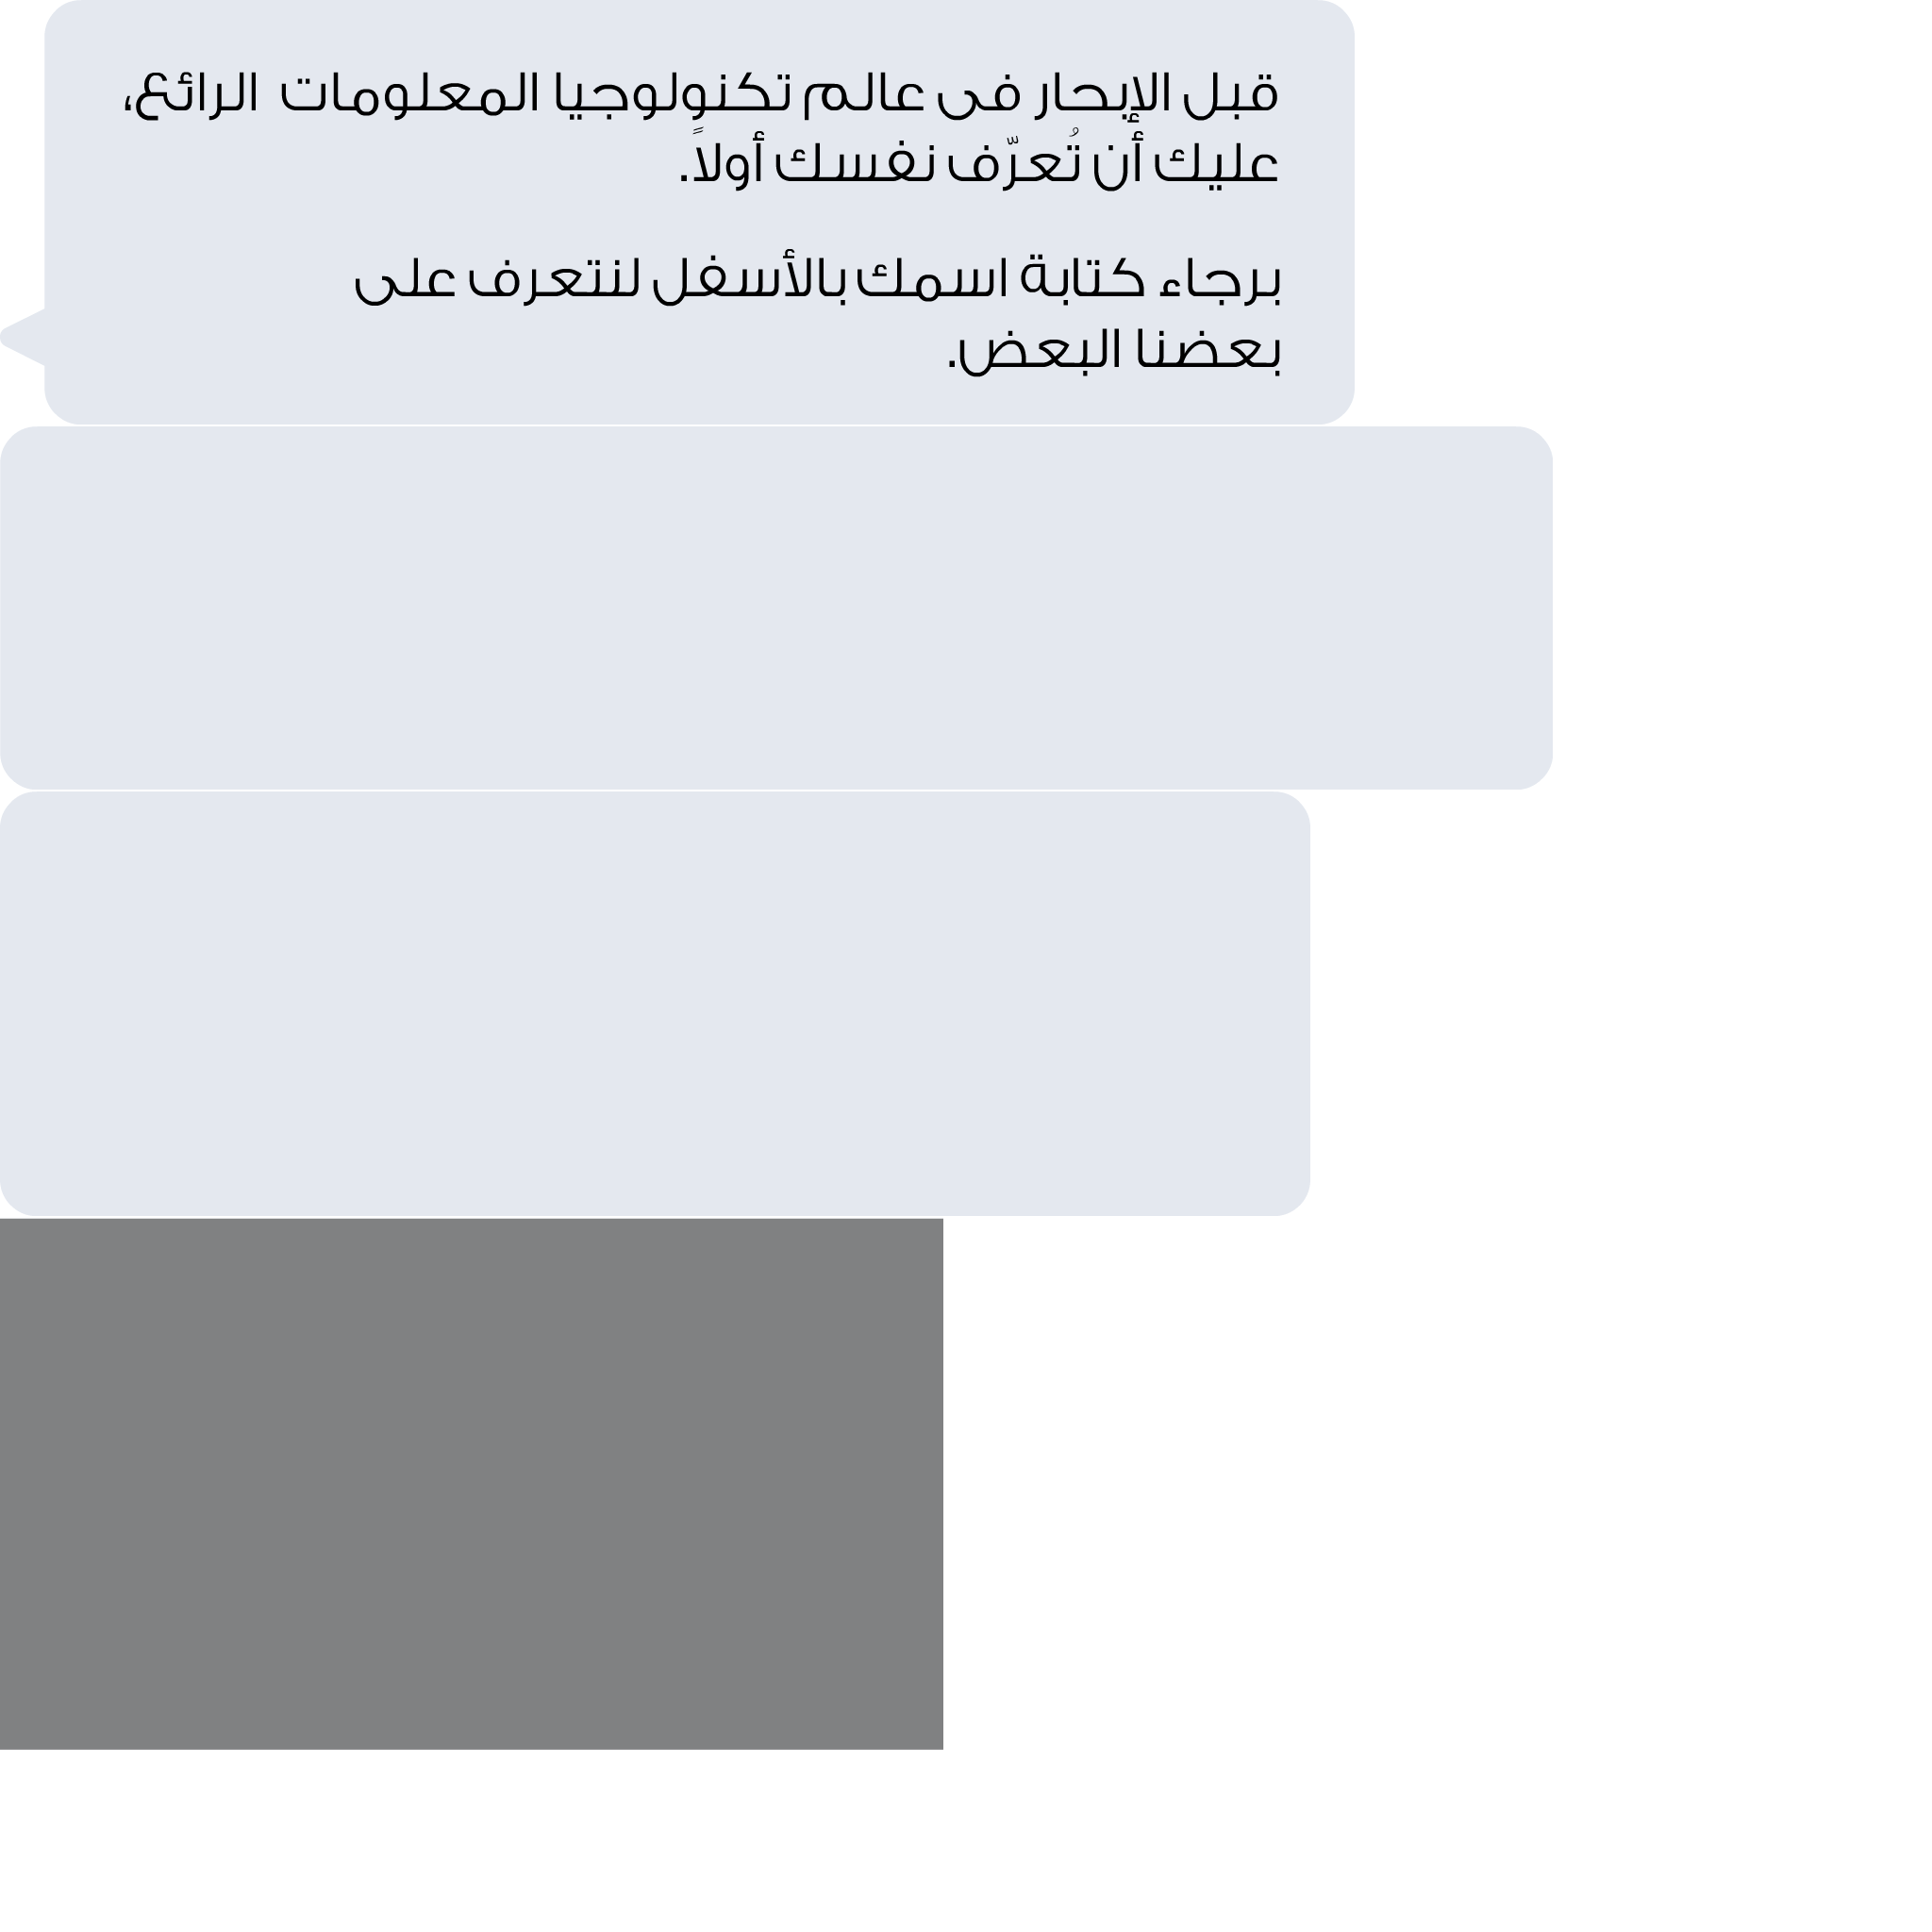 قبل الإبحار في عالم تكنولوجيا المعلومات الرائع،
عليك أن تُعرّف نفسك أولاً.
برجاء كتابة اسمك بالأسفل لنتعرف على
بعضنا البعض.